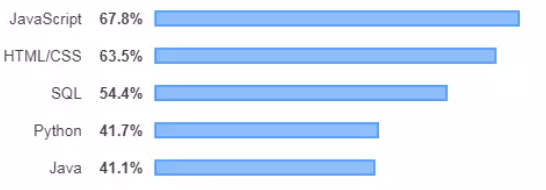 JavaScript 67.8%
HTML/CSS 63.5%
SQL 54.4%
Python 41.7%
Java 41.1%